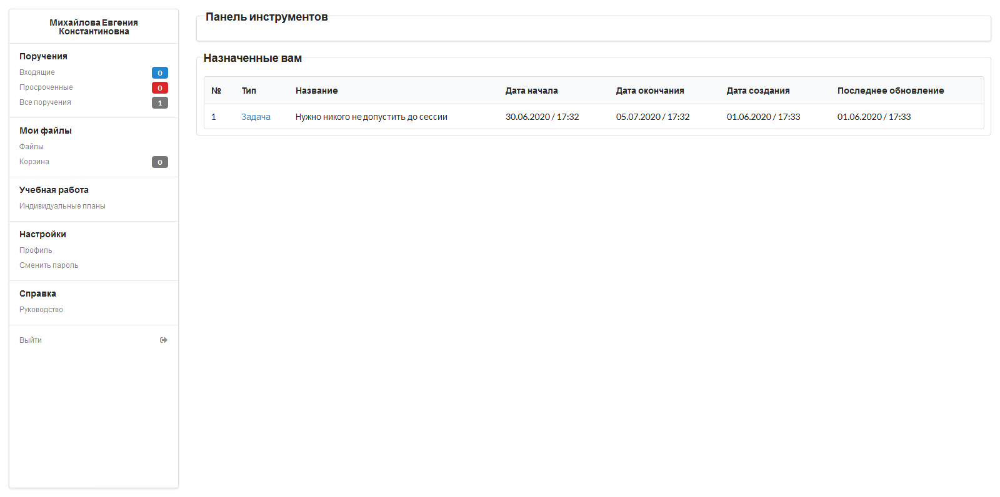 Михайлова Евгения
Константиновна
Поручения
Входящие 0
Просроченные 0
Все поручения 1
Мои файлы
Файлы
Корзина 0
Учебная работа
Индивидуальные планы
Настройки
Профиль
Сменить пароль
Справка
Руководство
Выйти
Панель инструментов
Назначенные вам
№ Тип Название Дата начала Дата окончания Дата создания Последнее обновление
1 Задача Нужно никого не допустить до сессии 30.06.2020 / 17:32 05.07.2020 / 17:32 01.06.2020 / 17:33 01.06.2020 / 17:33